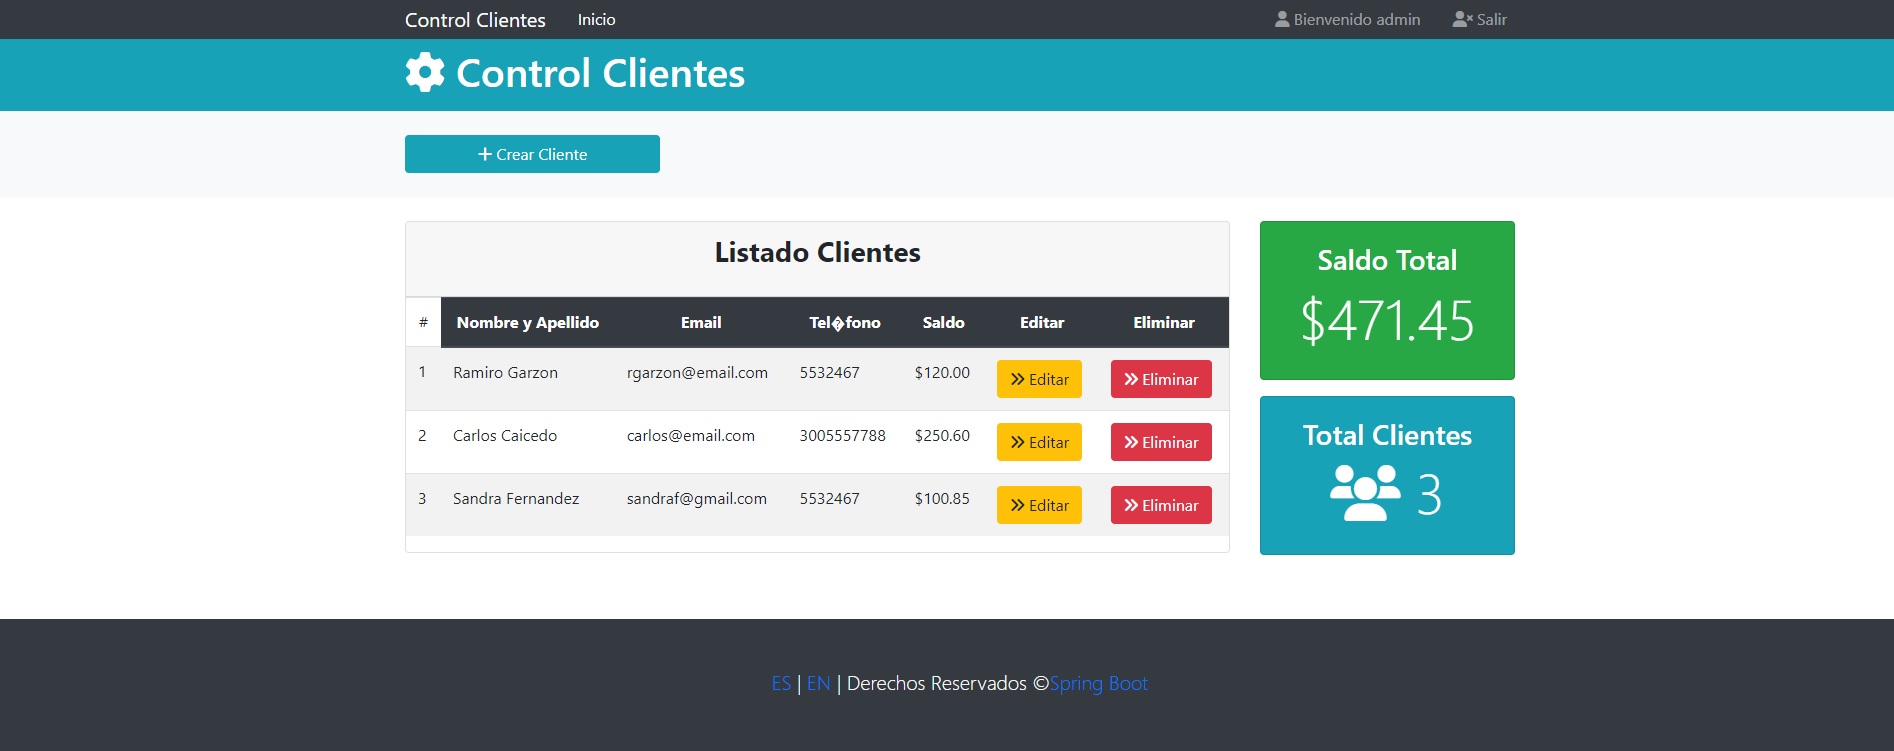 Control Clientes Inicio Bienvenido admin Salir
Control Clientes
+ Crear Cliente
Listado Clientes
# Nombre y Apellido Email Tel�fono Saldo Editar Eliminar
1 Ramiro Garzon rgarzon@email.com 5532467 $120.00 Editar Eliminar
2 Carlos Caicedo carlos@email.com 3005557788 $250.60 Editar Eliminar
3 Sandra Fernandez sandraf@gmail.com 5532467 $100.85 Editar Eliminar
Saldo Total
$471.45
Total Clientes
3
ES | EN | Derechos Reservados ©Spring Boot